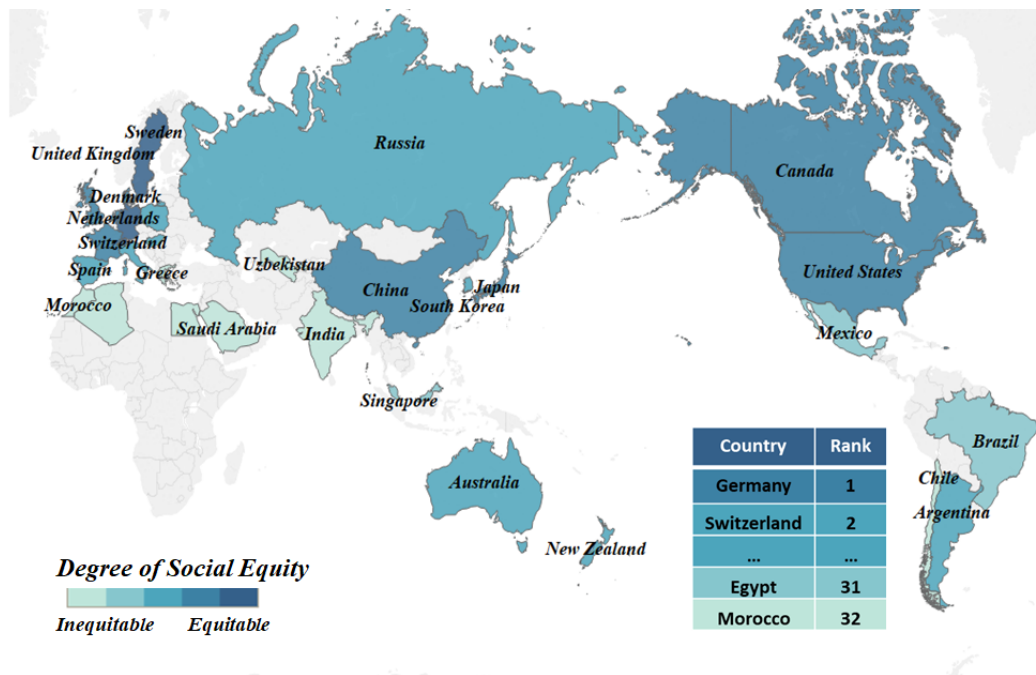 Sweden
Russia
United Kingdom
Canada
Denmark
Netherlands
Switzerland
Uzbekistan
Spain
Greece
United States
China
Japan
Morocco
South Korea
Saudi Arabia
India
Mexico
Singapore
Country Rank
Brazil
Germany 1
Chile
Australia
Switzerland 2
Argentina
New Zealand
... ...
Degree of Social Equity
Egypt 31
Morocco 32
Inequitable Equitable